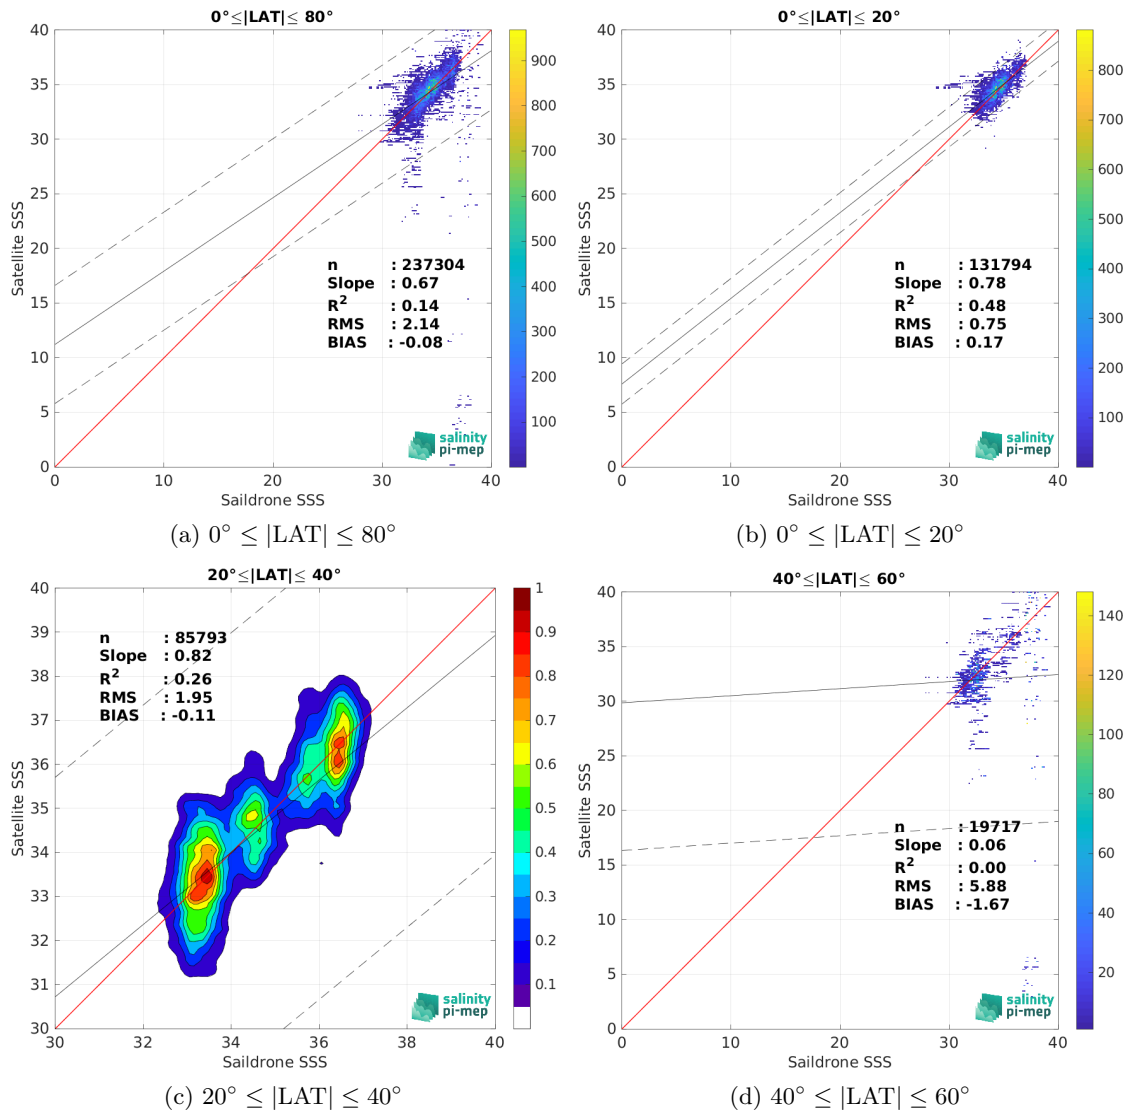 0°≤|LAT|≤ 80°
40
35
30
25
20
15
10
5
0
Satellite SSS
n : 237304
Slope : 0.67
R² : 0.14
RMS : 2.14
BIAS : -0.08
salinity
pi-mep
0 10 20 30 40
Saildrone SSS
900
800
700
600
500
400
300
200
100
(a) 0° ≤ |LAT| ≤ 80°
0°≤|LAT|≤ 20°
40
35
30
25
20
15
10
5
0
Satellite SSS
n : 131794
Slope : 0.78
R² : 0.48
RMS : 0.75
BIAS : 0.17
salinity
pi-mep
0 10 20 30 40
Saildrone SSS
800
700
600
500
400
300
200
100
(b) 0° ≤ |LAT| ≤ 20°
20°≤|LAT|≤ 40°
40
39
38
37
36
35
34
33
32
31
30
Satellite SSS
n : 85793
Slope : 0.82
R² : 0.26
RMS : 1.95
BIAS : -0.11
salinity
pi-mep
30 32 34 36 38 40
Saildrone SSS
1
0.9
0.8
0.7
0.6
0.5
0.4
0.3
0.2
0.1
(c) 20° ≤ |LAT| ≤ 40°
40°≤|LAT|≤ 60°
40
35
30
25
20
15
10
5
0
Satellite SSS
n : 19717
Slope : 0.06
R² : 0.00
RMS : 5.88
BIAS : -1.67
salinity
pi-mep
0 10 20 30 40
Saildrone SSS
140
120
100
80
60
40
20
(d) 40° ≤ |LAT| ≤ 60°